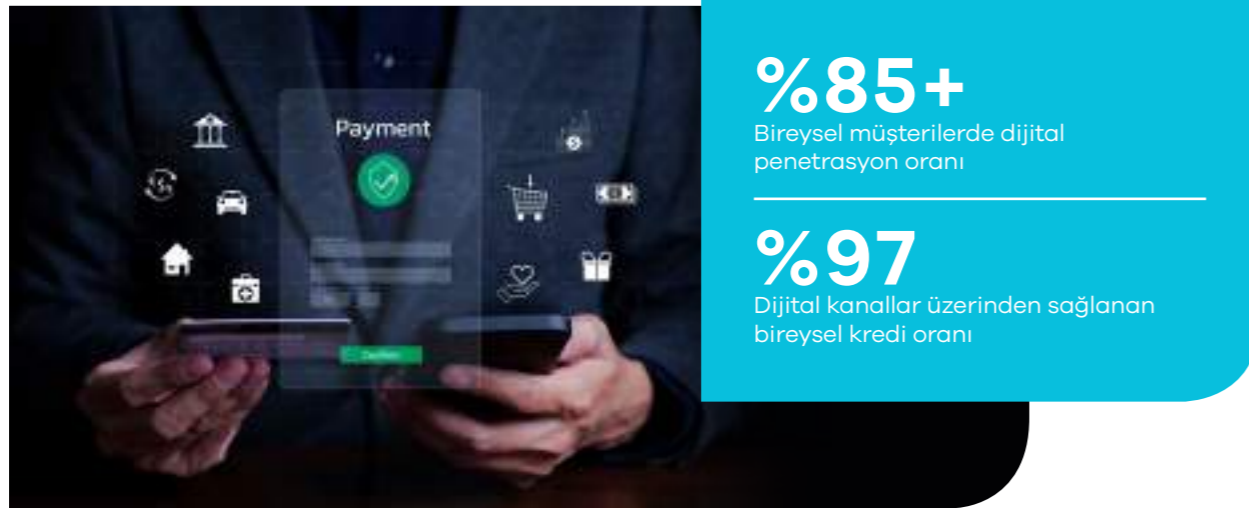 Payment
%85+
Bireysel müşterilerde dijital
penetrasyon oranı
%97
Dijital kanallar üzerinden sağlanan
bireysel kredi oranı